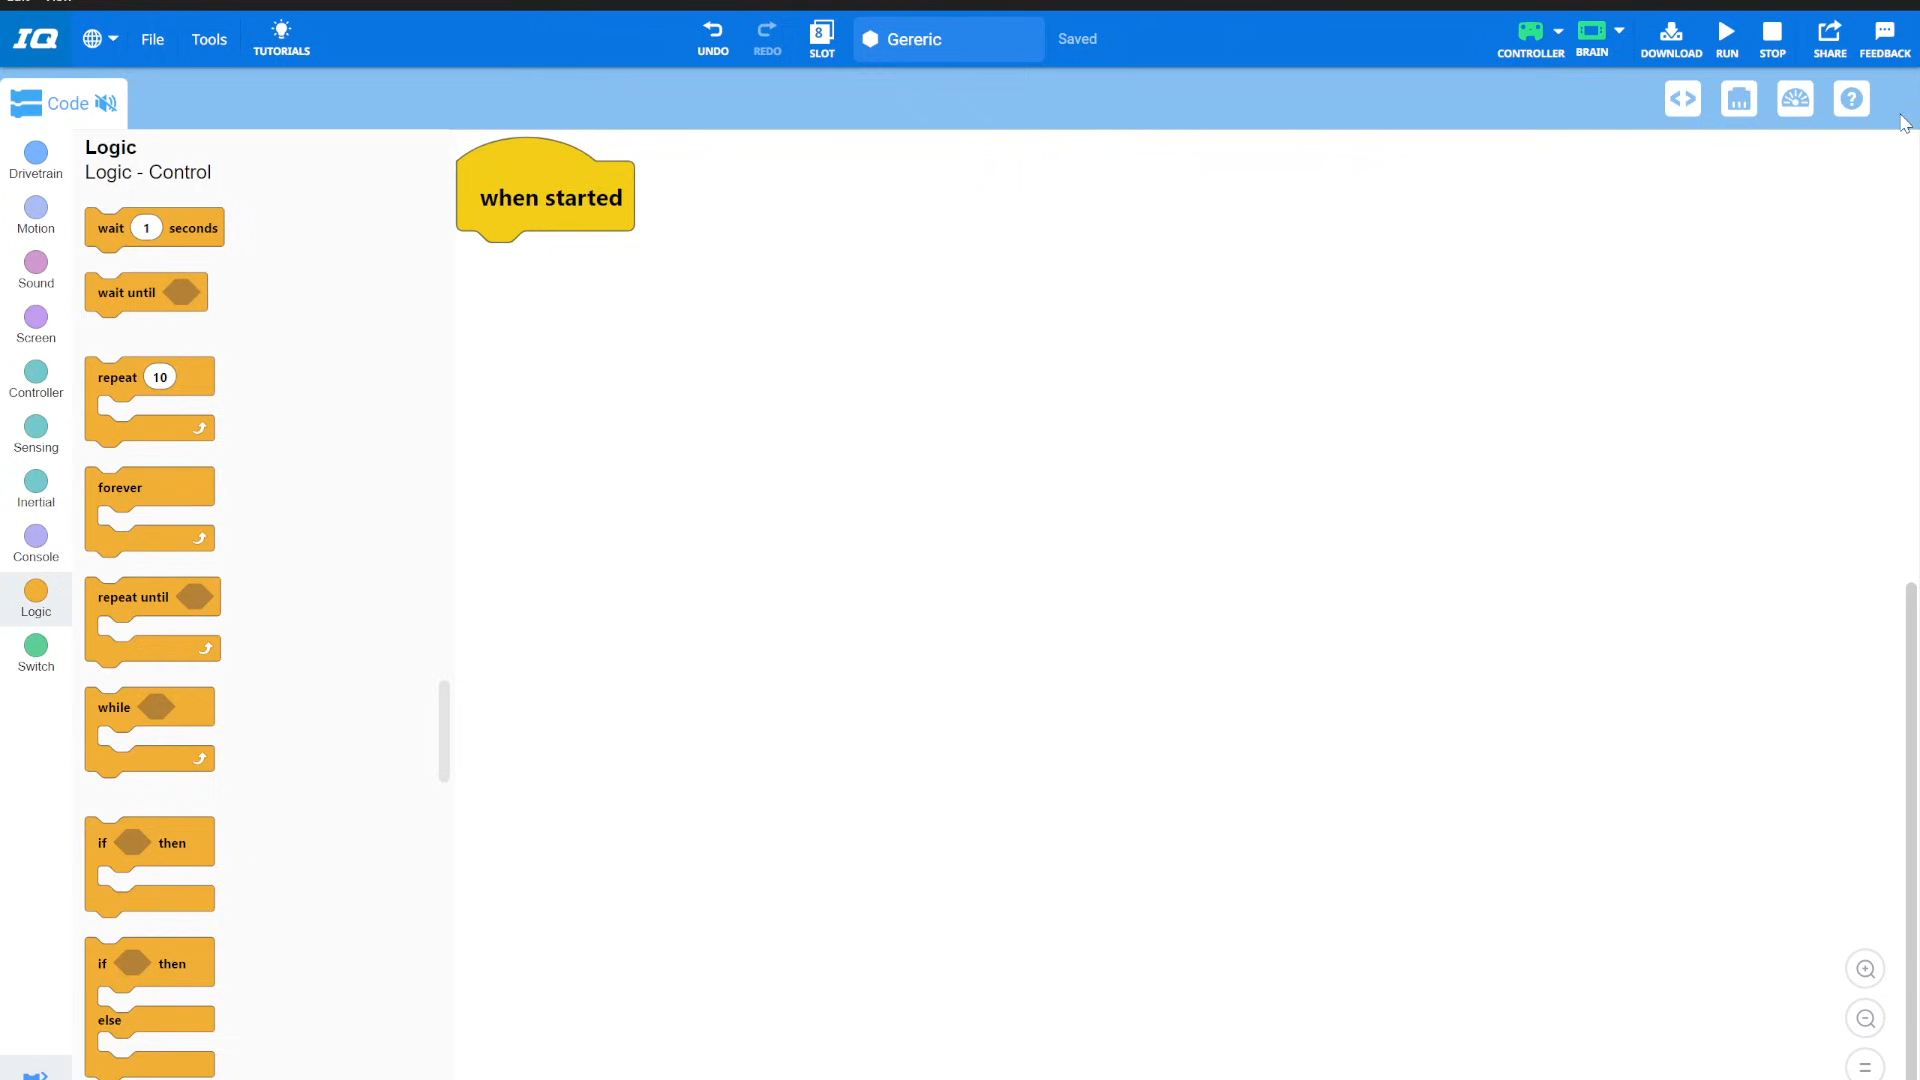 IQ
File
Tools
TUTORIALS
UNDO
REDO
8
SLOT
Gereric
Saved
CONTROLLER
BRAIN
DOWNLOAD
RUN
STOP
SHARE
FEEDBACK
Code
Drivetrain
Motion
Sound
Screen
Controller
Sensing
Inertial
Console
Logic
Switch
Logic
Logic - Control
wait 1 seconds
wait until
repeat 10
forever
repeat until
while
if then
if then
else
when started